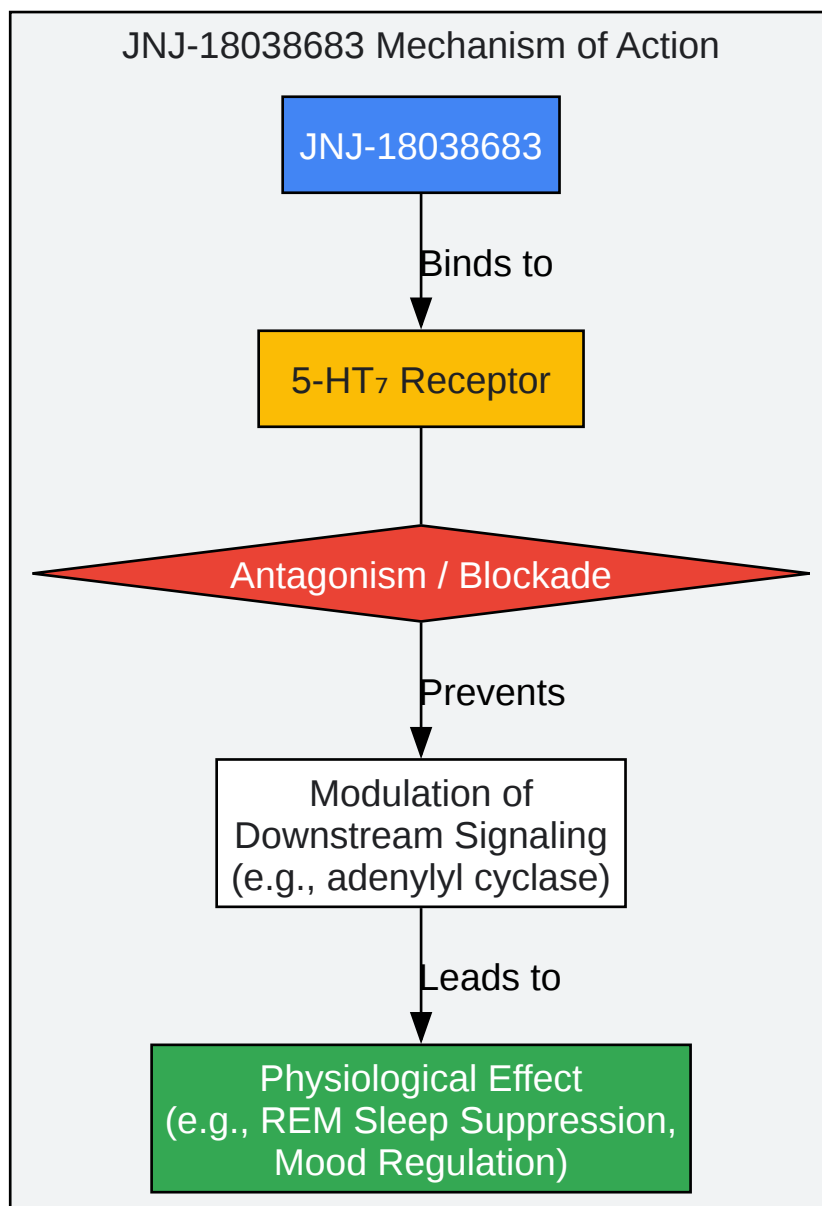 JNJ-18038683 Mechanism of Action
JNJ-18038683
Binds to
5-HT₇ Receptor
Antagonism / Blockade
Prevents
Modulation of
Downstream Signaling
(e.g., adenylyl cyclase)
Leads to
Physiological Effect
(e.g., REM Sleep Suppression,
Mood Regulation)